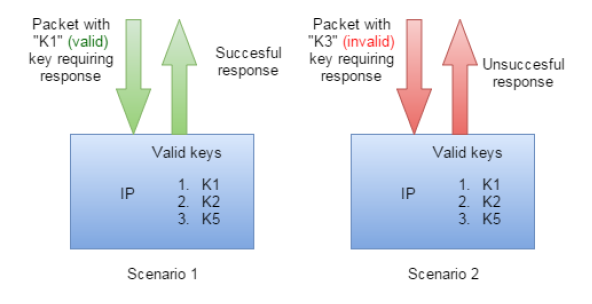 Packet with
"K1" (valid)
key requiring
response
Succesful
response
Valid keys
IP
1. K1
2. K2
3. K5
Scenario 1
Packet with
"K3" (invalid)
key requiring
response
Unsuccesful
response
Valid keys
IP
1. K1
2. K2
3. K5
Scenario 2